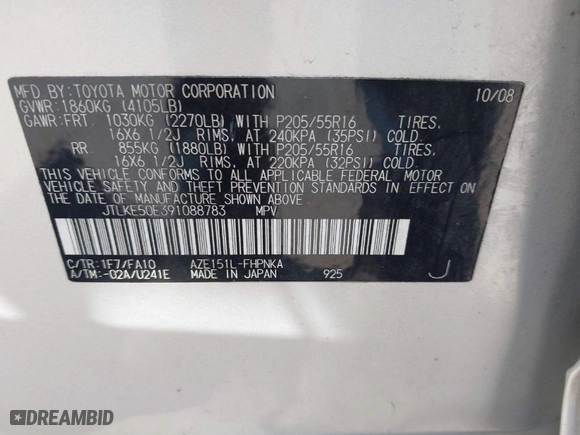 MFD BY:TOYOTA MOTOR CORPORATION 10/08
GVWR:1860KG (4105LB)
GAWR:FRT 1030KG (2270LB) WITH P205/55R16 TIRES,
16X6 1/2J RIMS, AT 240KPA (35PSI) COLD.
RR 855KG (1880LB) WITH P205/55R16 TIRES,
16X6 1/2J RIMS, AT 220KPA (32PSI) COLD.
THIS VEHICLE CONFORMS TO ALL APPLICABLE FEDERAL MOTOR
VEHICLE SAFETY AND THEFT PREVENTION STANDARDS IN EFFECT ON
THE DATE OF MANUFACTURE SHOWN ABOVE.
JTLKE50E391088783 MPV
C/TR:1F7/FA10 AZE151L-FHPNKA
A/TM:-02A/U241E MADE IN JAPAN 925 J
DREAMBID